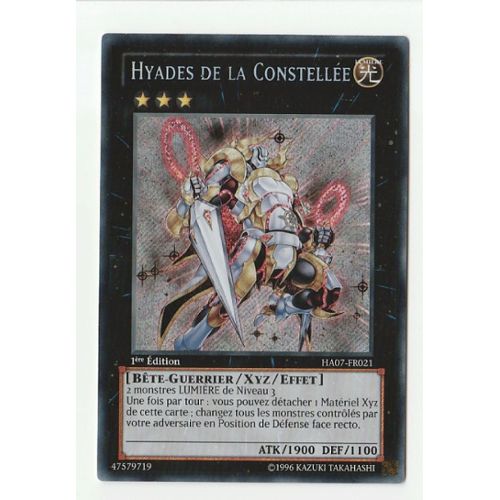 HYADES DE LA CONSTELLÉE
LUMIÈRE
光
1ère Édition
HA07-FR021
[BÊTE-GUERRIER/XYZ/EFFET]
2 monstres LUMIÈRE de Niveau 3
Une fois par tour : vous pouvez détacher 1 Matériel Xyz
de cette carte ; changez tous les monstres contrôlés par
votre adversaire en Position de Défense face recto.
ATK/1900 DEF/1100
47579719
©1996 KAZUKI TAKAHASHI